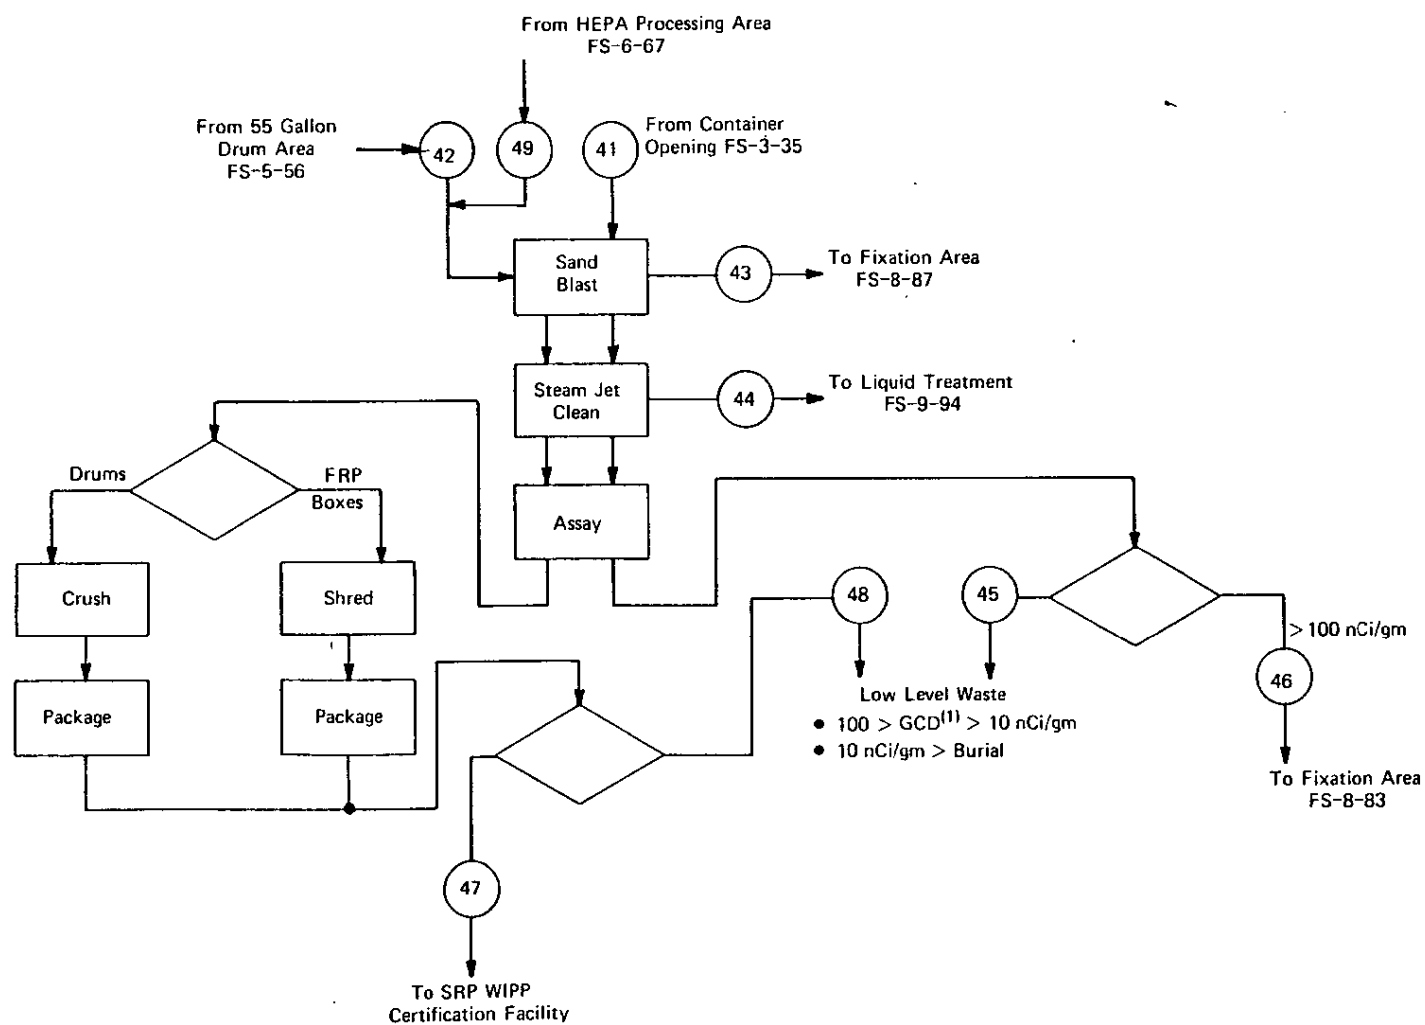 From HEPA Processing Area
FS-6-67
From 55 Gallon
Drum Area
FS-5-56
42
49
41
From Container
Opening FS-3-35
Sand
Blast
43
To Fixation Area
FS-8-87
Steam Jet
Clean
44
To Liquid Treatment
FS-9-94
Drums
FRP
Boxes
Assay
Crush
Shred
48
45
> 100 nCi/gm
46
Package
Package
Low Level Waste
● 100 > GCD(1) > 10 nCi/gm
● 10 nCi/gm > Burial
To Fixation Area
FS-8-83
47
To SRP WIPP
Certification Facility